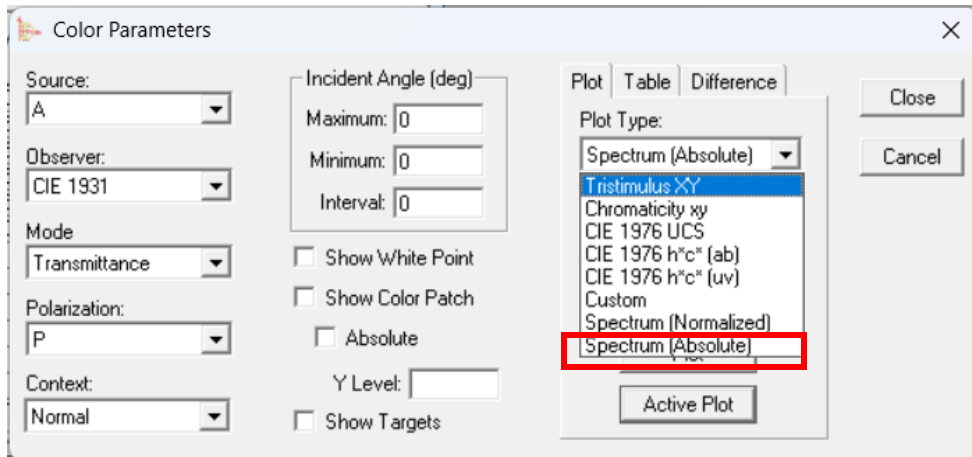 Color Parameters
Source:
A
Observer:
CIE 1931
Mode
Transmittance
Polarization:
P
Context:
Normal
Incident Angle (deg)
Maximum: 0
Minimum: 0
Interval: 0
Show White Point
Show Color Patch
Absolute
Y Level:
Show Targets
Plot Table Difference
Plot Type:
Spectrum (Absolute)
Tristimulus XY
Chromaticity xy
CIE 1976 UCS
CIE 1976 h*c* (ab)
CIE 1976 h*c* (uv)
Custom
Spectrum (Normalized)
Spectrum (Absolute)
Active Plot
Close
Cancel